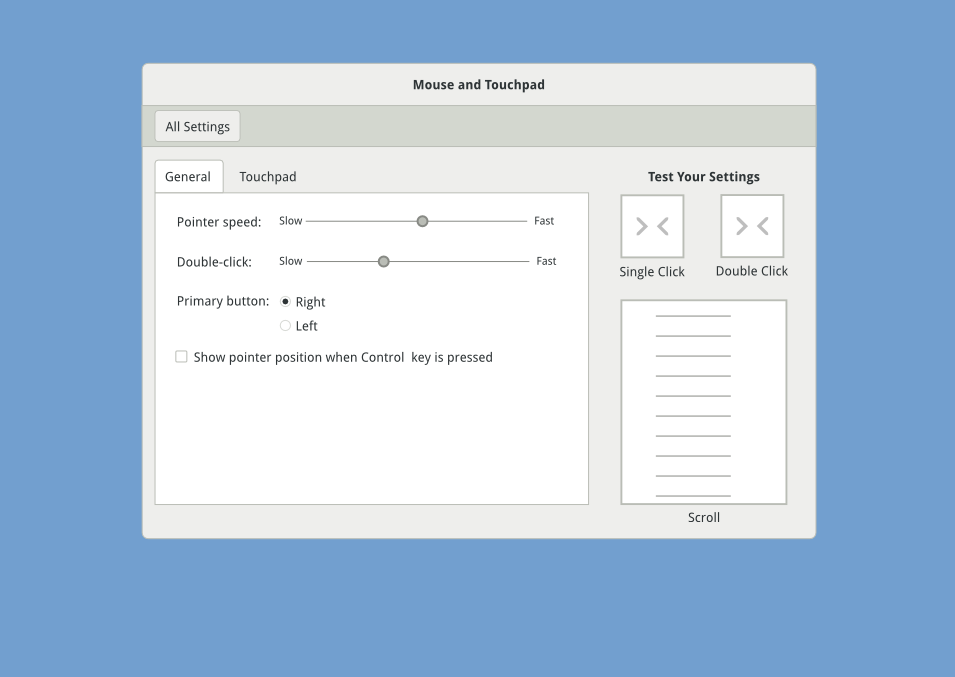 Mouse and Touchpad
All Settings
General Touchpad
Pointer speed: Slow Fast
Double-click: Slow Fast
Primary button: Right
Left
Show pointer position when Control  key is pressed
Test Your Settings
Single Click Double Click
Scroll